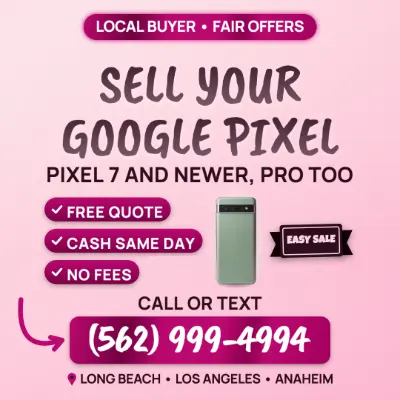 LOCAL BUYER • FAIR OFFERS
SELL YOUR
GOOGLE PIXEL
PIXEL 7 AND NEWER, PRO TOO
FREE QUOTE
CASH SAME DAY
EASY SALE
NO FEES
CALL OR TEXT
(562) 999-4994
LONG BEACH • LOS ANGELES • ANAHEIM